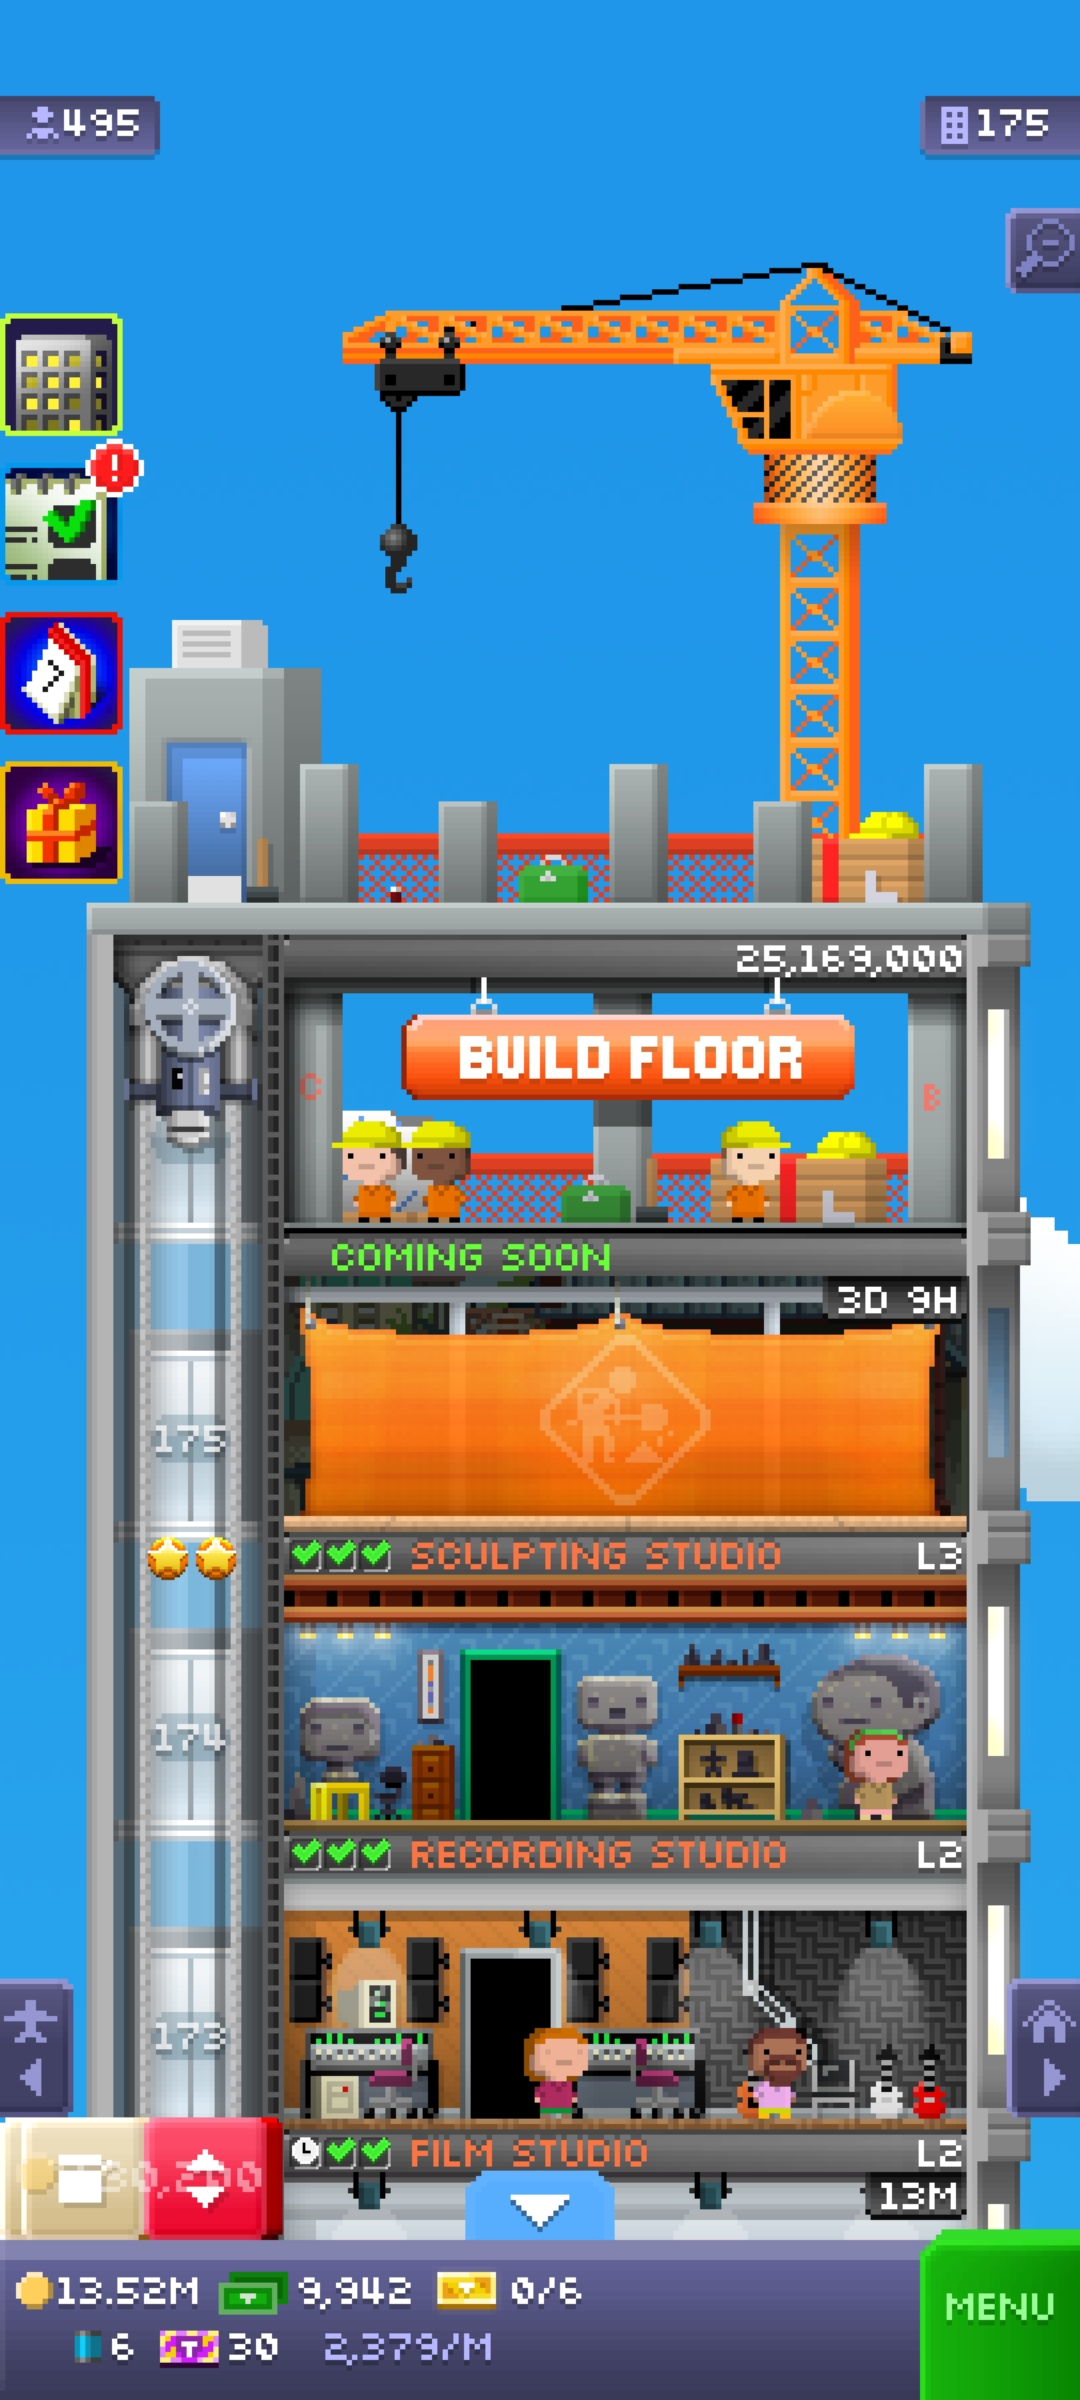 495
175
25,169,000
BUILD FLOOR
C
B
COMING SOON
3D 9H
175
SCULPTING STUDIO L3
174
RECORDING STUDIO L2
173
FILM STUDIO L2
13M
13.52M 9,942 0/6
6 30 2,379/M
MENU